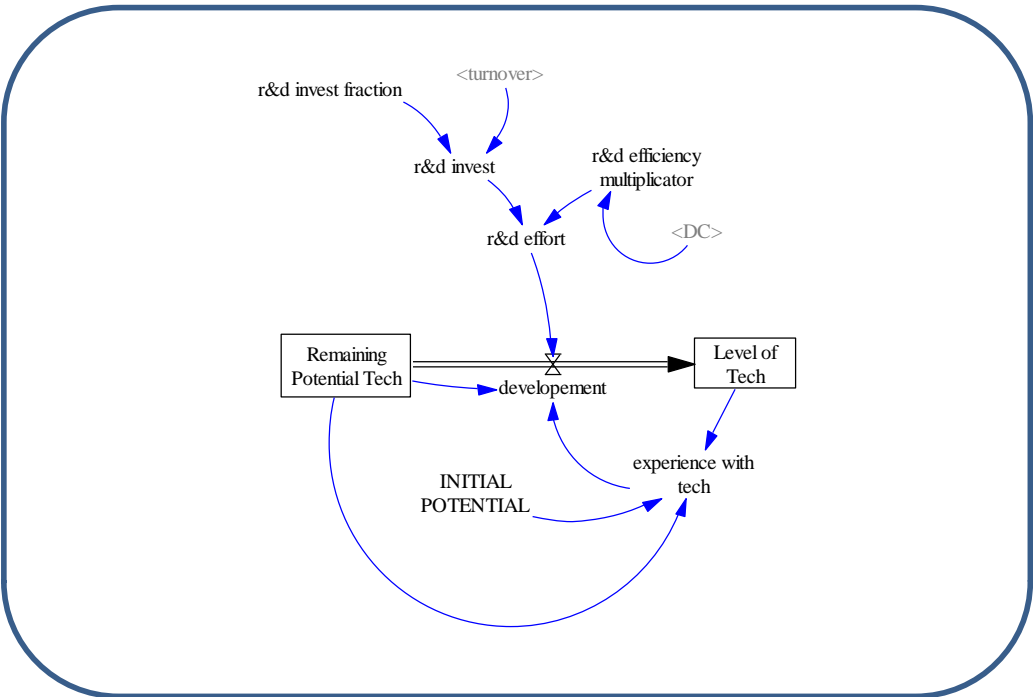 <turnover>
r&d invest fraction
r&d efficiency
multiplicator
r&d invest
<DC>
r&d effort
Remaining
Potential Tech
Level of
Tech
developement
experience with
tech
INITIAL
POTENTIAL